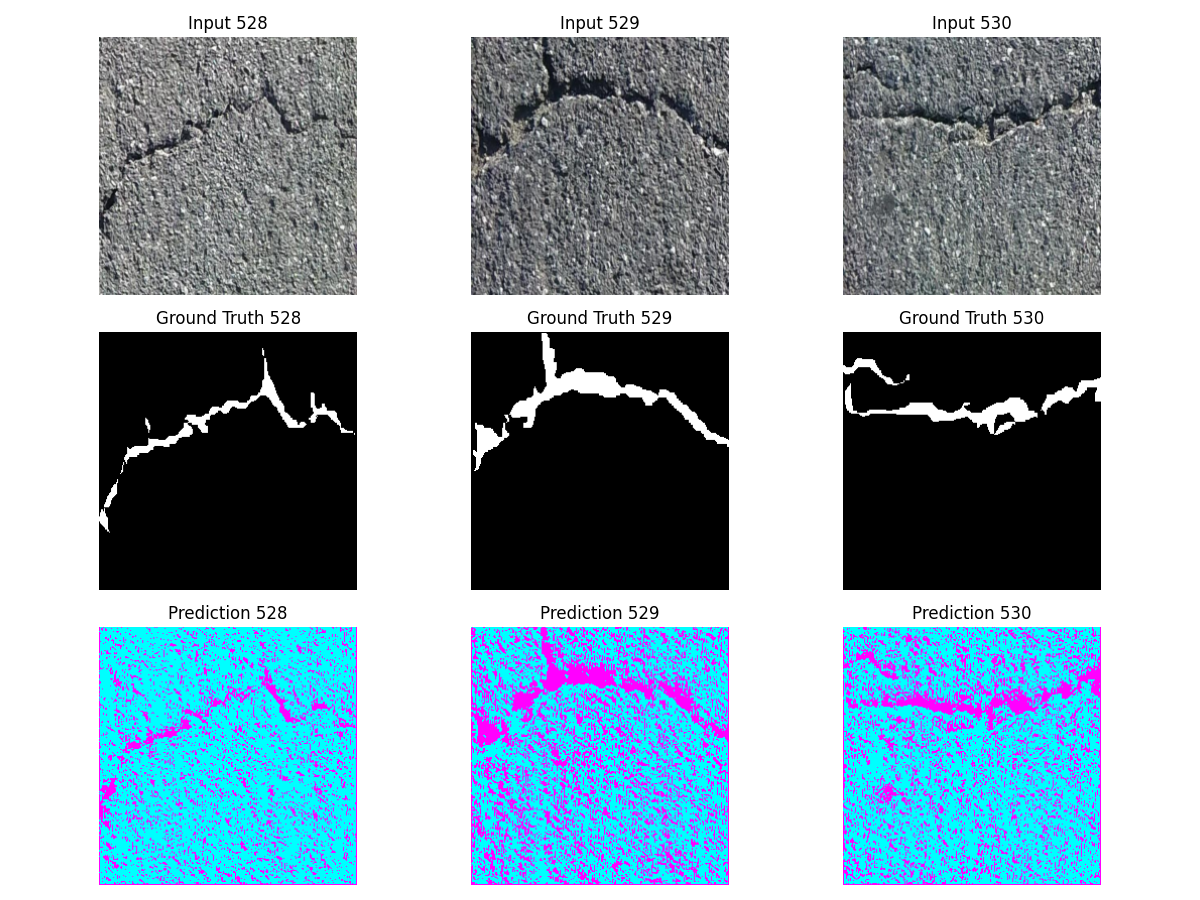 Input 528
Input 529
Input 530
Ground Truth 528
Ground Truth 529
Ground Truth 530
Prediction 528
Prediction 529
Prediction 530